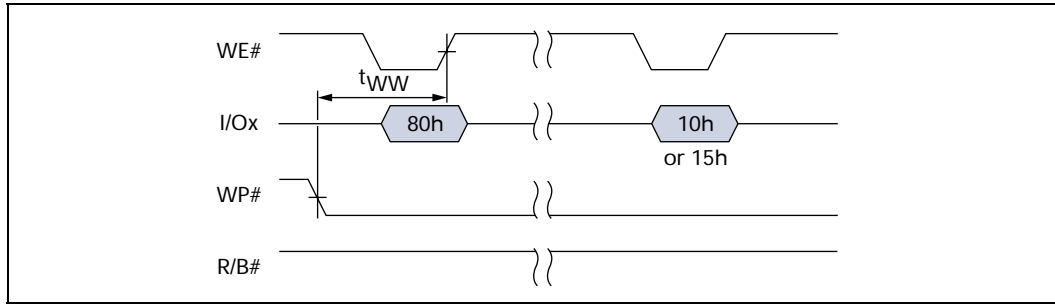 WE#
tWW
I/Ox
80h
10h
or 15h
WP#
R/B#